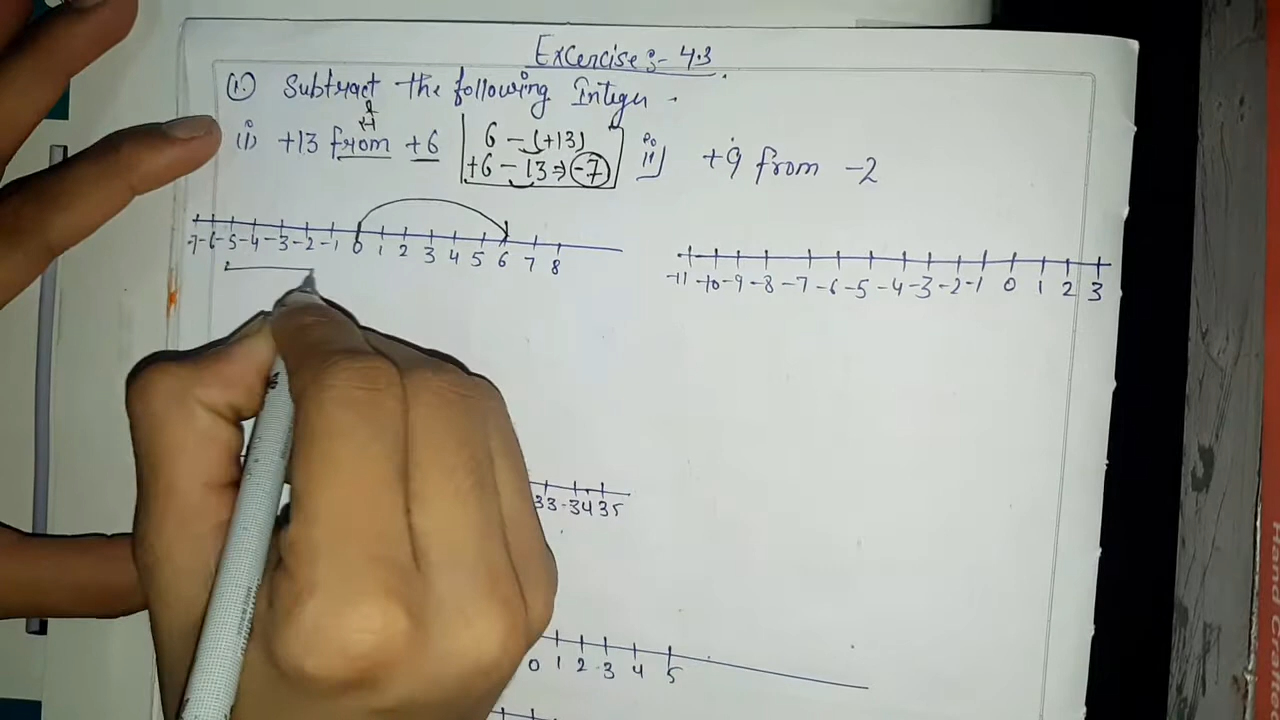 Excercise :- 4.3
(1.) Subtract the following Integer .
(i) +13 from +6
6 - (+13)
+6 - 13 ⇒ -7
ii) +9 from -2
-7 -6 -5 -4 -3 -2 -1 0 1 2 3 4 5 6 7 8
-11 -10 -9 -8 -7 -6 -5 -4 -3 -2 -1 0 1 2 3
33 34 35
0 1 2 3 4 5